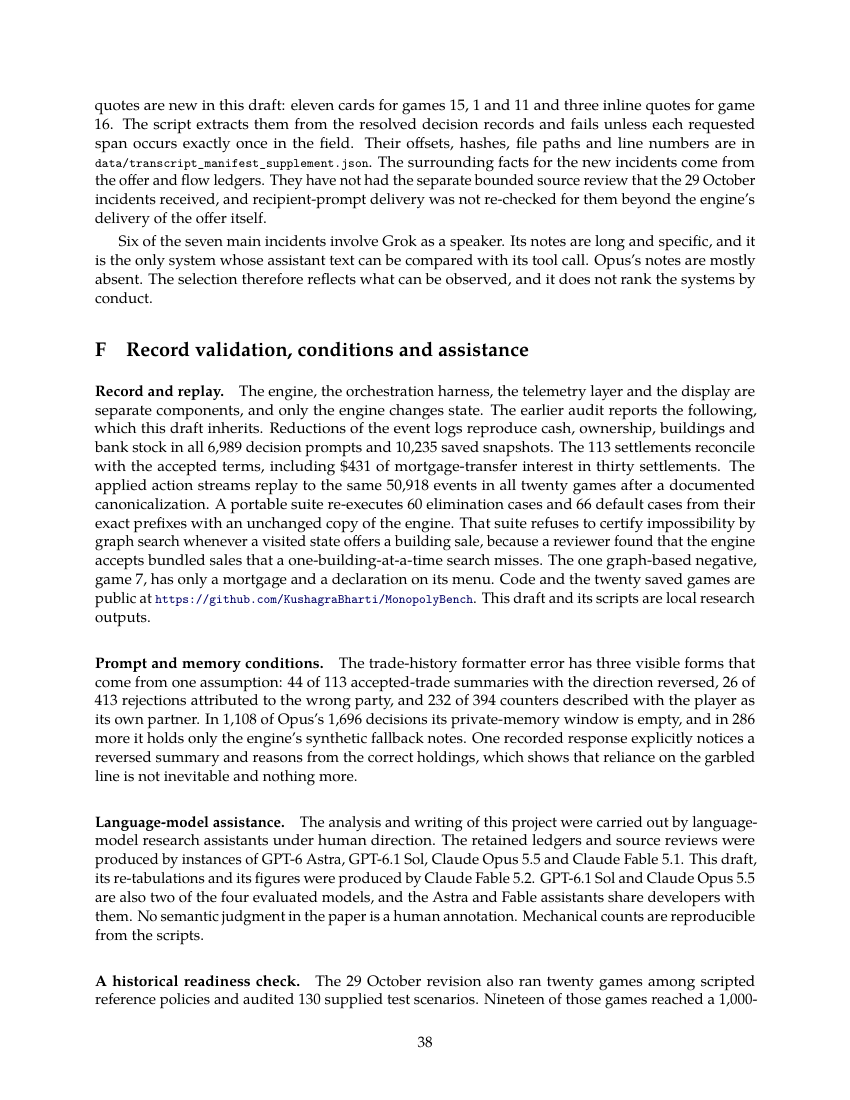 quotes are new in this draft: eleven cards for games 15, 1 and 11 and three inline quotes for game
16. The script extracts them from the resolved decision records and fails unless each requested
span occurs exactly once in the field. Their offsets, hashes, file paths and line numbers are in
data/transcript_manifest_supplement.json. The surrounding facts for the new incidents come from
the offer and flow ledgers. They have not had the separate bounded source review that the 29 October
incidents received, and recipient-prompt delivery was not re-checked for them beyond the engine’s
delivery of the offer itself.
Six of the seven main incidents involve Grok as a speaker. Its notes are long and specific, and it
is the only system whose assistant text can be compared with its tool call. Opus’s notes are mostly
absent. The selection therefore reflects what can be observed, and it does not rank the systems by
conduct.
F Record validation, conditions and assistance
Record and replay. The engine, the orchestration harness, the telemetry layer and the display are
separate components, and only the engine changes state. The earlier audit reports the following,
which this draft inherits. Reductions of the event logs reproduce cash, ownership, buildings and
bank stock in all 6,989 decision prompts and 10,235 saved snapshots. The 113 settlements reconcile
with the accepted terms, including $431 of mortgage-transfer interest in thirty settlements. The
applied action streams replay to the same 50,918 events in all twenty games after a documented
canonicalization. A portable suite re-executes 60 elimination cases and 66 default cases from their
exact prefixes with an unchanged copy of the engine. That suite refuses to certify impossibility by
graph search whenever a visited state offers a building sale, because a reviewer found that the engine
accepts bundled sales that a one-building-at-a-time search misses. The one graph-based negative,
game 7, has only a mortgage and a declaration on its menu. Code and the twenty saved games are
public at https://github.com/KushagraBharti/MonopolyBench. This draft and its scripts are local research
outputs.
Prompt and memory conditions. The trade-history formatter error has three visible forms that
come from one assumption: 44 of 113 accepted-trade summaries with the direction reversed, 26 of
413 rejections attributed to the wrong party, and 232 of 394 counters described with the player as
its own partner. In 1,108 of Opus’s 1,696 decisions its private-memory window is empty, and in 286
more it holds only the engine’s synthetic fallback notes. One recorded response explicitly notices a
reversed summary and reasons from the correct holdings, which shows that reliance on the garbled
line is not inevitable and nothing more.
Language-model assistance. The analysis and writing of this project were carried out by language-
model research assistants under human direction. The retained ledgers and source reviews were
produced by instances of GPT-6 Astra, GPT-6.1 Sol, Claude Opus 5.5 and Claude Fable 5.1. This draft,
its re-tabulations and its figures were produced by Claude Fable 5.2. GPT-6.1 Sol and Claude Opus 5.5
are also two of the four evaluated models, and the Astra and Fable assistants share developers with
them. No semantic judgment in the paper is a human annotation. Mechanical counts are reproducible
from the scripts.
A historical readiness check. The 29 October revision also ran twenty games among scripted
reference policies and audited 130 supplied test scenarios. Nineteen of those games reached a 1,000-
38